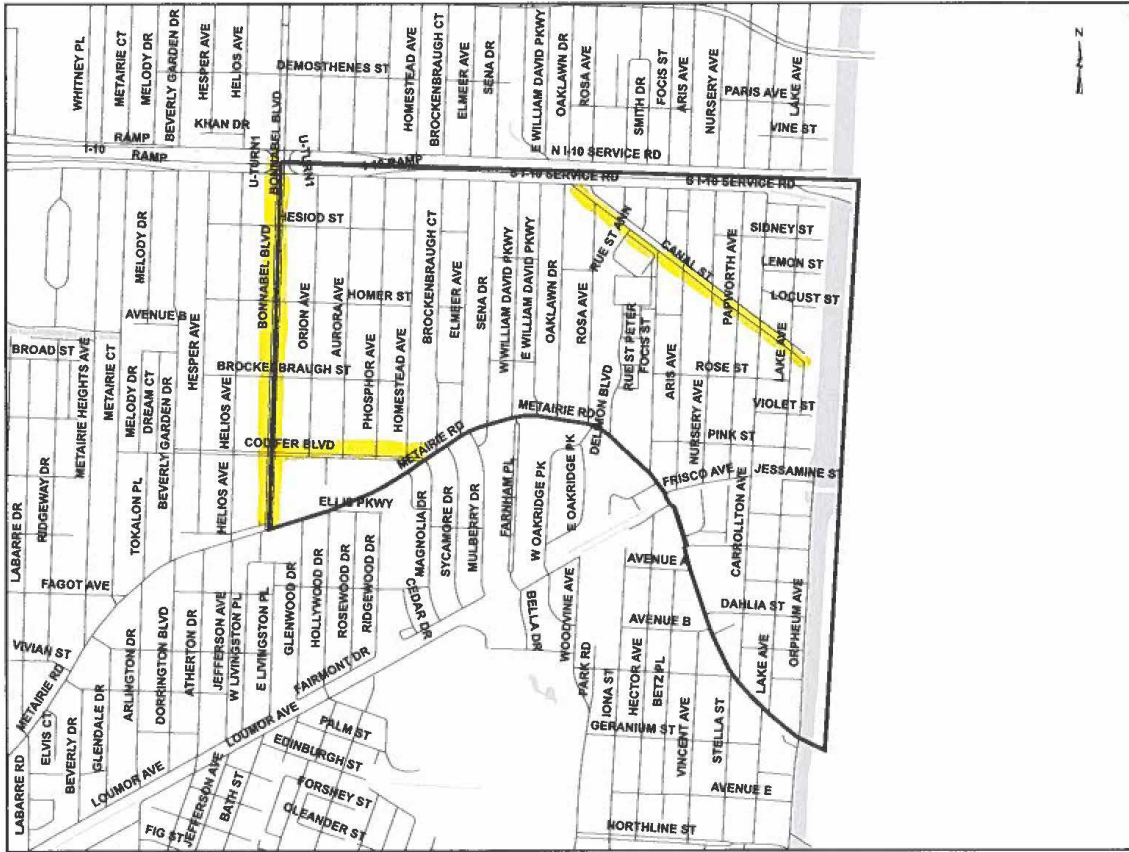 WHITNEY PL
METAIRIE CT
MELODY DR
BEVERLY GARDEN DR
HESPER AVE
HELIOS AVE
DEMOSTHENES ST
HOMESTEAD AVE
BROCKENBRAUGH CT
ELMEER AVE
SENA DR
E WILLIAM DAVID PKWY
OAKLAWN DR
ROSA AVE
SMITH DR
FOCIS ST
ARIS AVE
NURSERY AVE
PARIS AVE
LAKE AVE
VINE ST
N
KHAN DR
RAMP
I-10
RAMP
U-TURN1
BONNABEL BLVD
U-TURN1
I-10 RAMP
N I-10 SERVICE RD
S I-10 SERVICE RD
S I-10 SERVICE RD
HESIOD ST
MELODY DR
BONNABEL BLVD
ORION AVE
AURORA AVE
HOMER ST
BROCKENBRAUGH CT
ELMEER AVE
SENA DR
W WILLIAM DAVID PKWY
E WILLIAM DAVID PKWY
OAKLAWN DR
ROSA AVE
RUE ST ANN
CANAL ST
PAPWORTH AVE
SIDNEY ST
LEMON ST
LOCUST ST
AVENUE B
BROAD ST
METAIRIE HEIGHTS AVE
METAIRIE CT
MELODY DR
DREAM CT
BEVERLY GARDEN DR
HESPER AVE
HELIOS AVE
BROCKENBRAUGH ST
PHOSPHOR AVE
HOMESTEAD AVE
RUE ST PETER
FOCIS ST
ARIS AVE
ROSE ST
LAKE AVE
VIOLET ST
METAIRIE RD
DELMON BLVD
NURSERY AVE
PINK ST
CODIFER BLVD
METAIRIE RD
FRISCO AVE
JESSAMINE ST
LABARRE DR
RIDGEWAY DR
TOKALON PL
HELIOS AVE
ELLIS PKWY
MAGNOLIA DR
SYCAMORE DR
MULBERRY DR
FARNHAM PL
W OAKRIDGE PK
E OAKRIDGE PK
CARROLLTON AVE
AVENUE A
FAGOT AVE
CEDAR DR
BELLA DR
WOODVINE AVE
DAHLIA ST
AVENUE B
ORPHEUM AVE
VIVIAN ST
METAIRIE RD
ARLINGTON DR
DORRINGTON BLVD
ATHERTON DR
JEFFERSON AVE
W LIVINGSTON PL
E LIVINGSTON PL
GLENWOOD DR
HOLLYWOOD DR
ROSEWOOD DR
RIDGEWOOD DR
FAIRMONT DR
PARK RD
IONA ST
HECTOR AVE
BETZ PL
LAKE AVE
LABARRE RD
ELVIS CT
BEVERLY DR
GLENDALE DR
LOUMOR AVE
LOUMOR AVE
PALM ST
EDINBURGH ST
GERANIUM ST
VINCENT AVE
STELLA ST
AVENUE E
JEFFERSON AVE
BATH ST
FORSHEY ST
OLEANDER ST
FIG ST
NORTHLINE ST